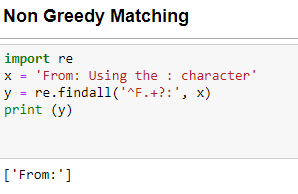 Non Greedy Matching
import re
x = 'From: Using the : character'
y = re.findall('^F.+?:', x)
print (y)
['From:']